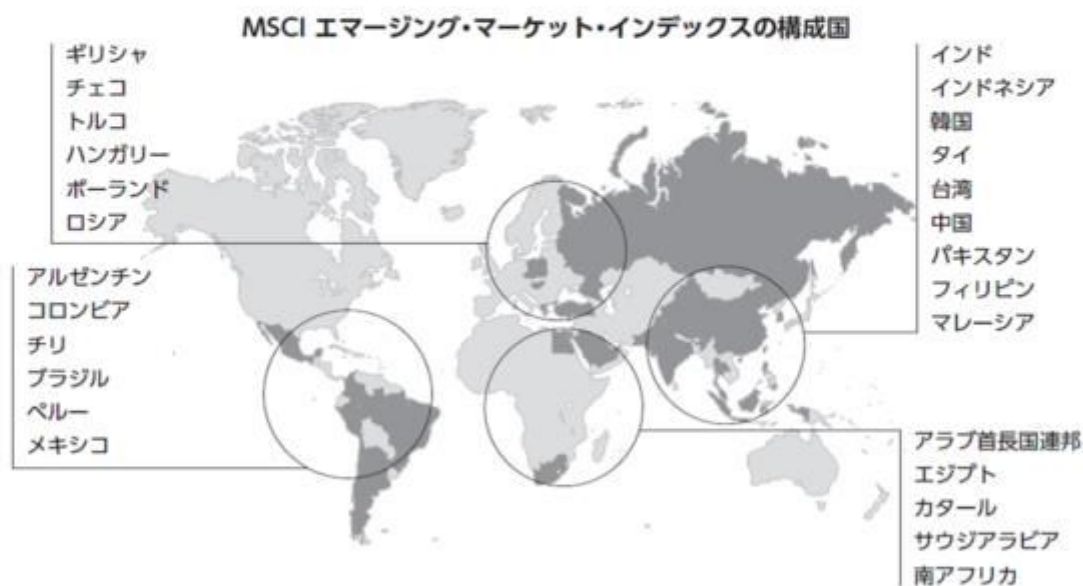 MSCI エマージング・マーケット・インデックスの構成国
ギリシャ
チェコ
トルコ
ハンガリー
ポーランド
ロシア
アルゼンチン
コロンビア
チリ
ブラジル
ペルー
メキシコ
インド
インドネシア
韓国
タイ
台湾
中国
パキスタン
フィリピン
マレーシア
アラブ首長国連邦
エジプト
カタール
サウジアラビア
南アフリカ